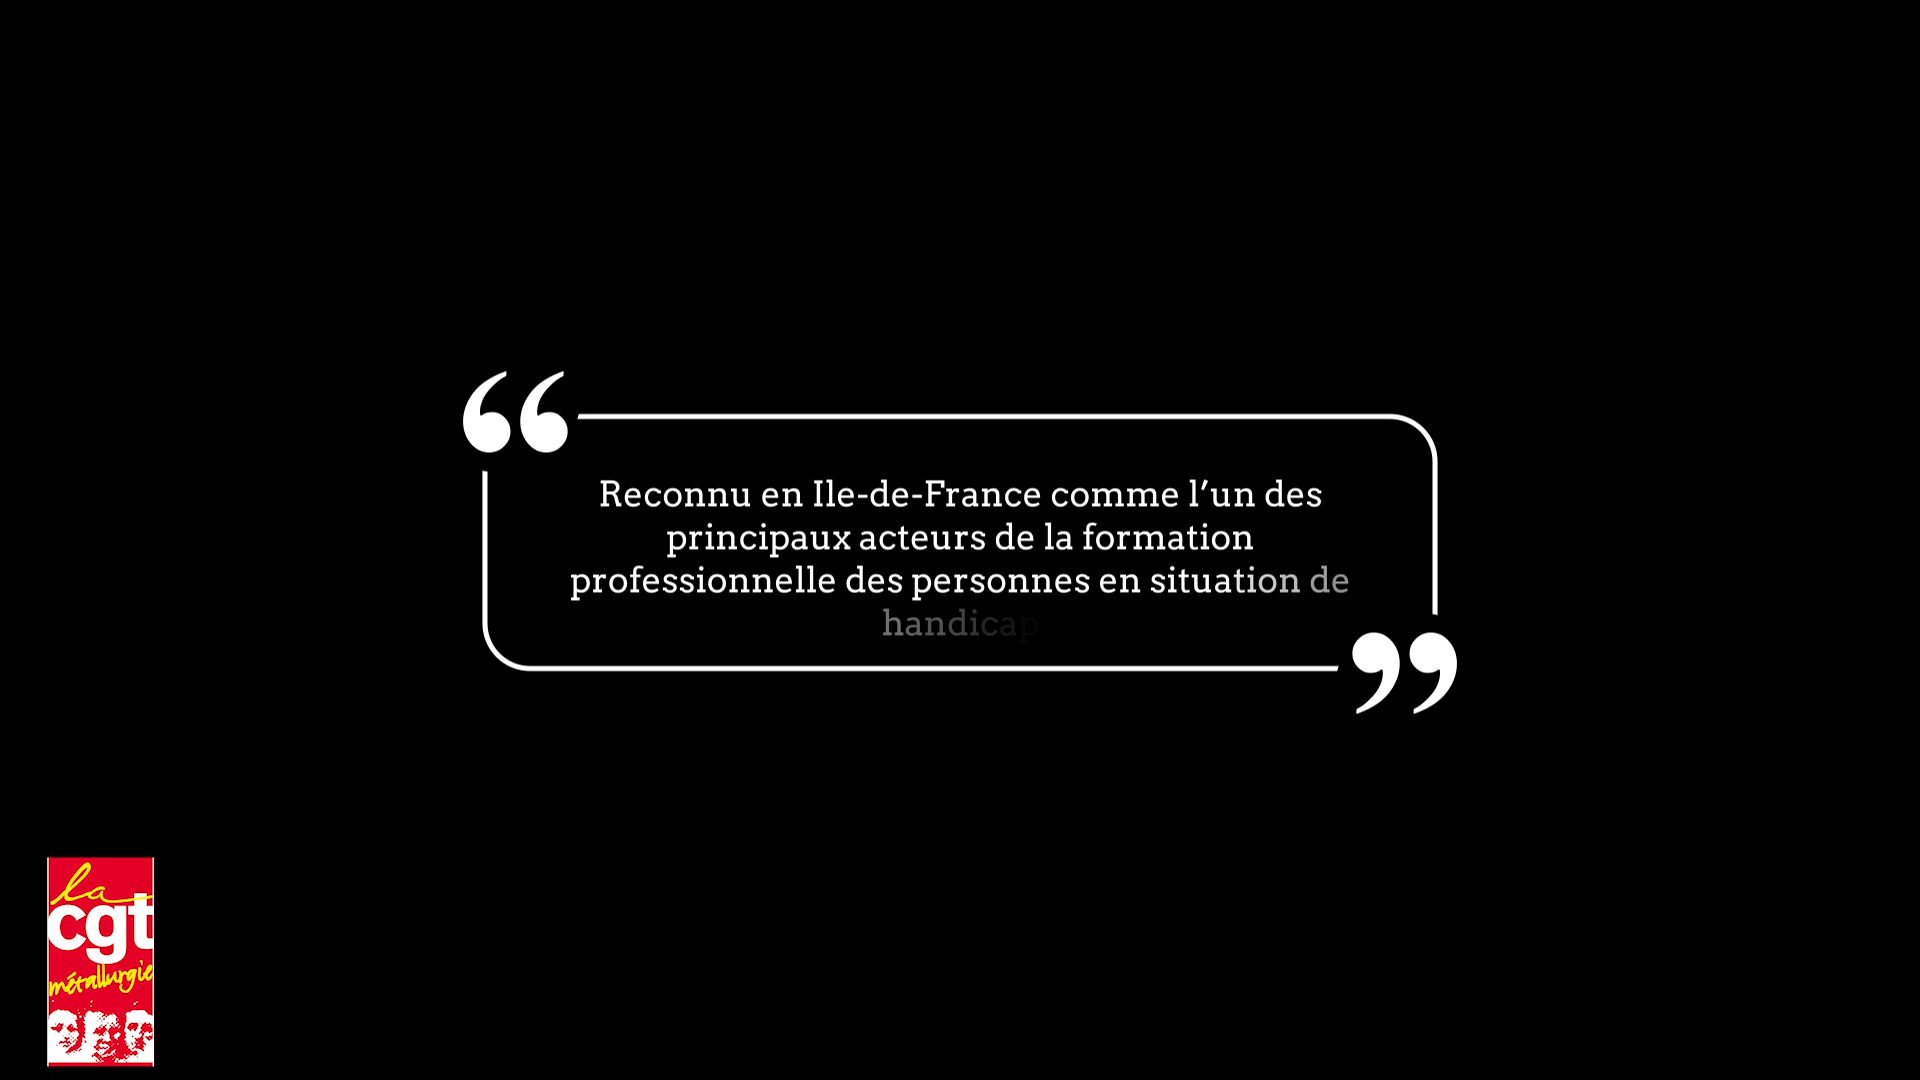 Reconnu en Ile-de-France comme l’un des
principaux acteurs de la formation
professionnelle des personnes en situation de
handicap
la
cgt
métallurgie